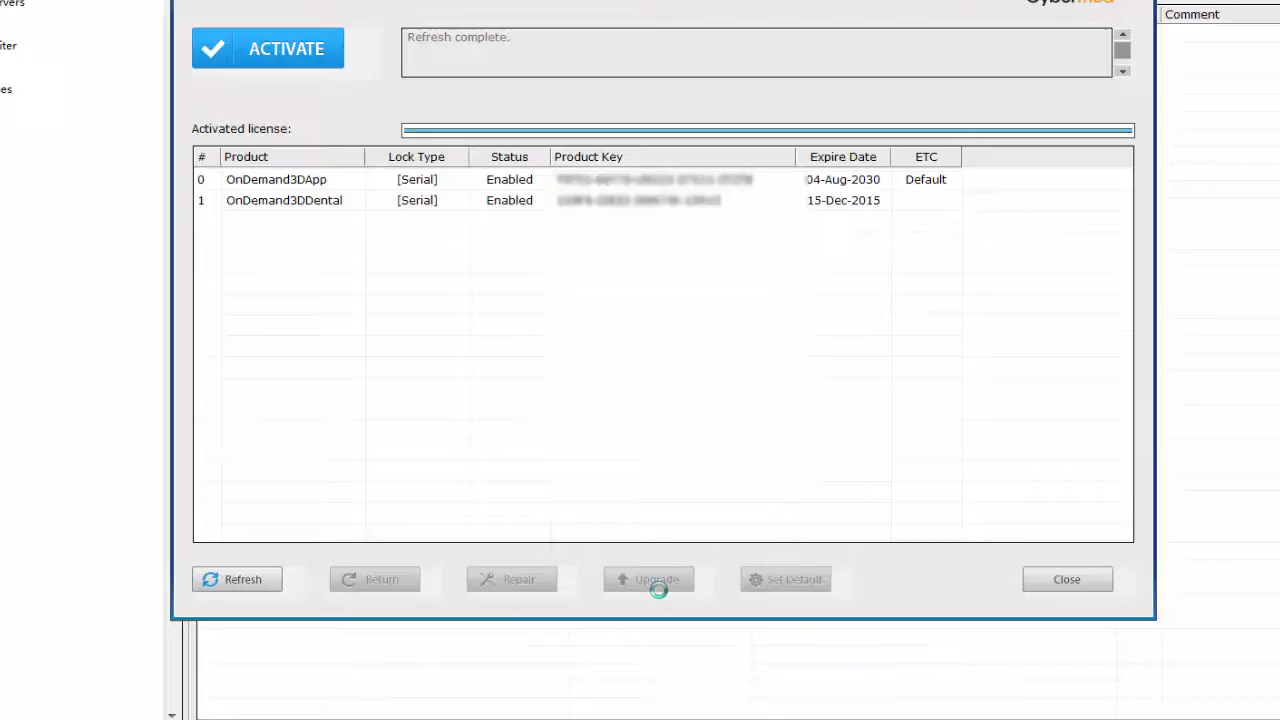 Comment
ACTIVATE
Refresh complete.
Activated license:
# Product Lock Type Status Product Key Expire Date ETC
0 OnDemand3DApp [Serial] Enabled 04-Aug-2030 Default
1 OnDemand3DDental [Serial] Enabled 15-Dec-2015
Refresh Return Repair Upgrade Set Default Close